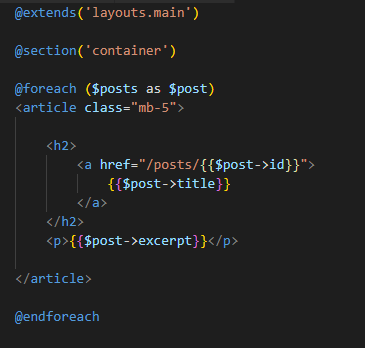 @extends('layouts.main')
@section('container')
@foreach ($posts as $post)
<article class="mb-5">
<h2>
<a href="/posts/{{$post->id}}">
{{$post->title}}
</a>
</h2>
<p>{{$post->excerpt}}</p>
</article>
@endforeach